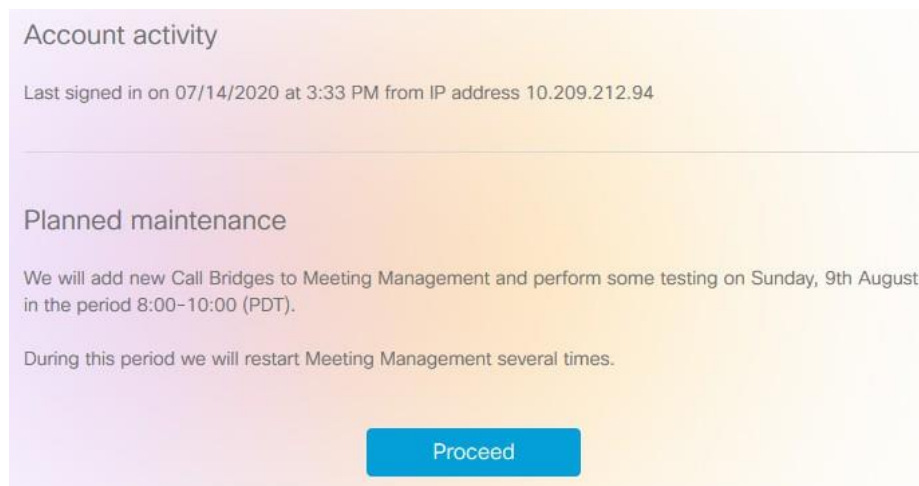 Account activity
Last signed in on 07/14/2020 at 3:33 PM from IP address 10.209.212.94
Planned maintenance
We will add new Call Bridges to Meeting Management and perform some testing on Sunday, 9th August
in the period 8:00-10:00 (PDT).
During this period we will restart Meeting Management several times.
Proceed